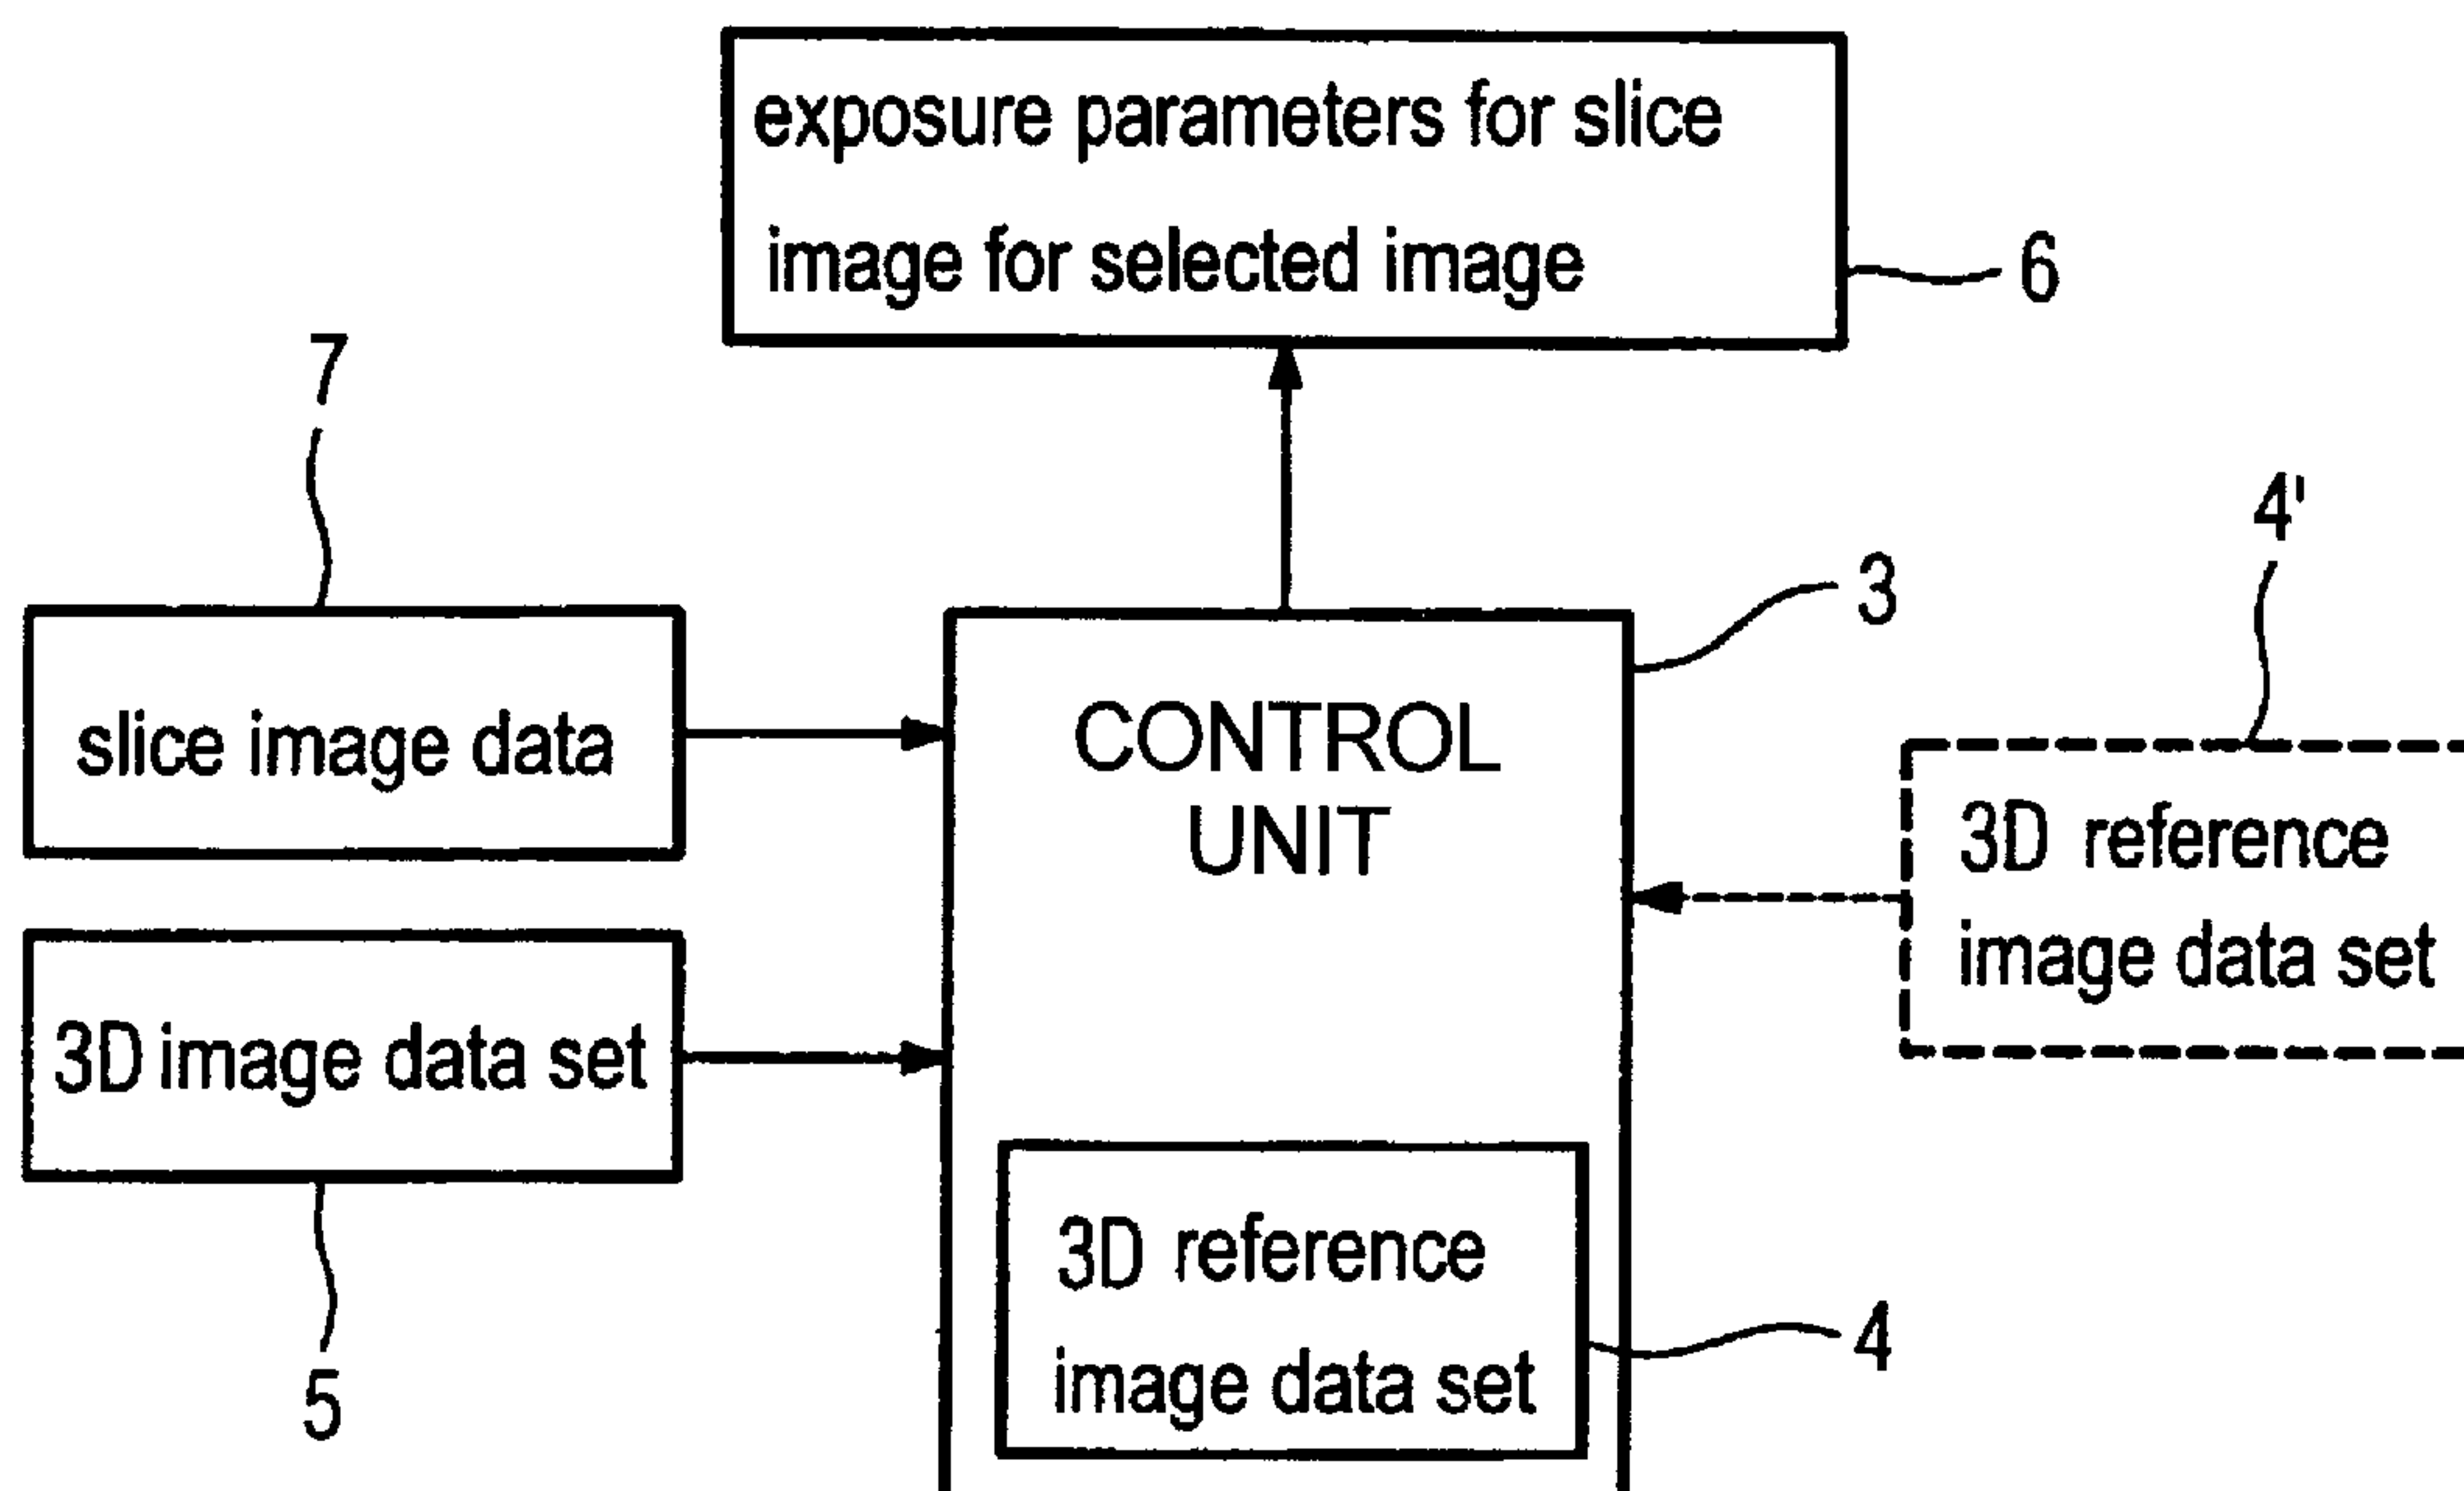 exposure parameters for slice
image for selected image
6
7
4'
3
slice image data
CONTROL
UNIT
3D reference
image data set
3D image data set
3D reference
image data set
4
5